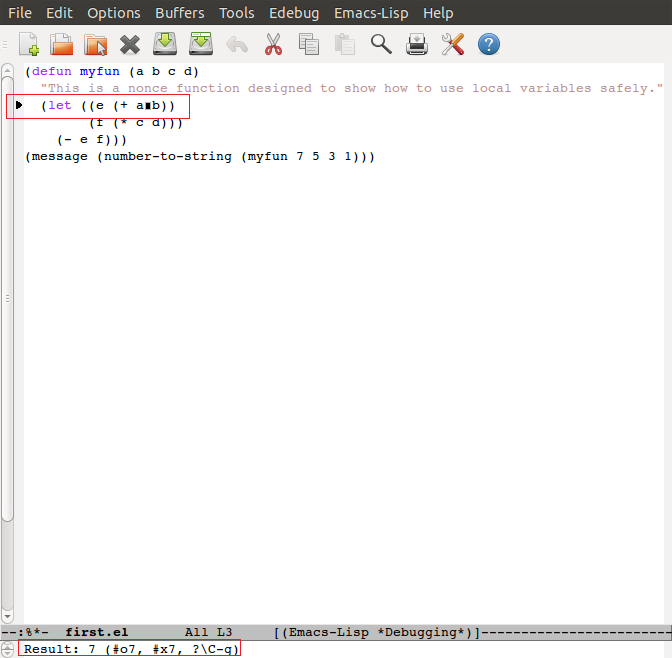 File Edit Options Buffers Tools Edebug Emacs-Lisp Help
(defun myfun (a b c d)
"This is a nonce function designed to show how to use local variables safely."
(let ((e (+ a b))
(f (* c d)))
(- e f)))
(message (number-to-string (myfun 7 5 3 1)))
--:%*- first.el All L3 [(Emacs-Lisp *Debugging*)]------------------------
Result: 7 (#o7, #x7, ?\C-g)